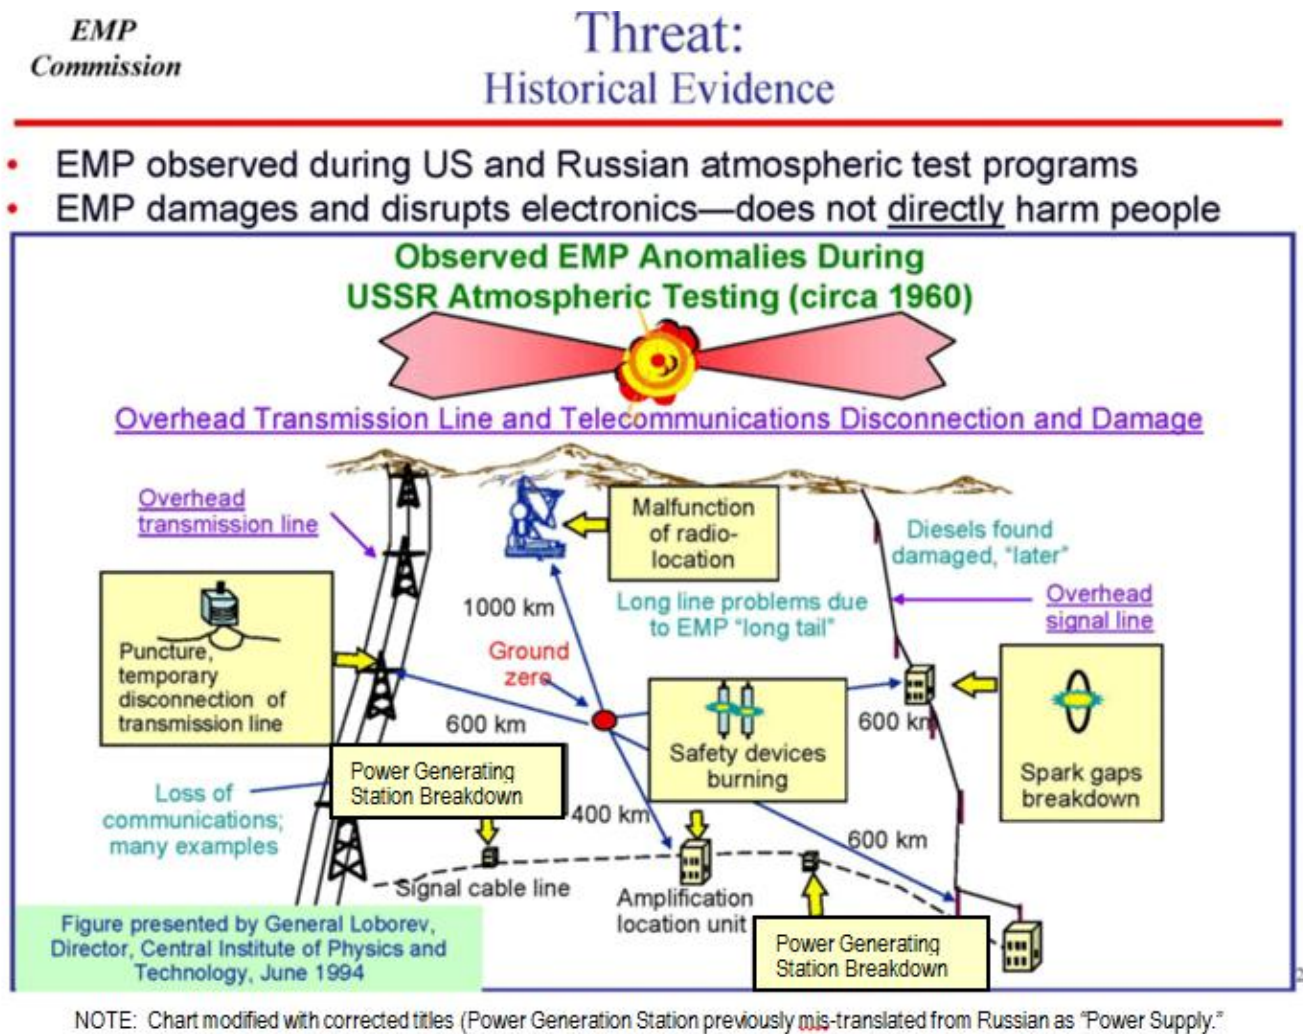 EMP
Commission
Threat:
Historical Evidence
• EMP observed during US and Russian atmospheric test programs
• EMP damages and disrupts electronics—does not directly harm people
Observed EMP Anomalies During
USSR Atmospheric Testing (circa 1960)
Overhead Transmission Line and Telecommunications Disconnection and Damage
Overhead
transmission line
Malfunction
of radio-
location
Diesels found
damaged, "later"
1000 km
Long line problems due
to EMP "long tail"
Overhead
signal line
Puncture,
temporary
disconnection of
transmission line
Ground
zero
600 km
600 km
Safety devices
burning
Spark gaps
breakdown
Power Generating
Station Breakdown
Loss of
communications;
many examples
400 km
600 km
Signal cable line
Amplification
location unit
Power Generating
Station Breakdown
Figure presented by General Loborev,
Director, Central Institute of Physics and
Technology, June 1994
2
NOTE: Chart modified with corrected titles (Power Generation Station previously mis-translated from Russian as "Power Supply."